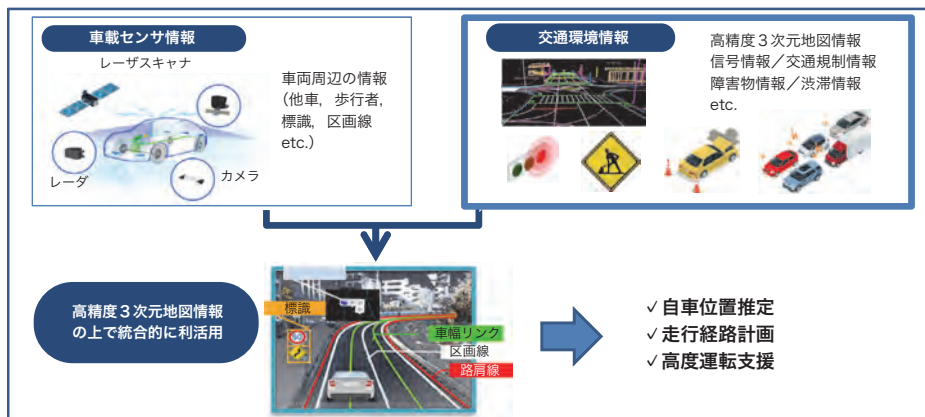 車載センサ情報
レーザスキャナ
レーダ
カメラ
車両周辺の情報
(他車, 歩行者,
標識, 区画線
etc.)
交通環境情報
高精度3次元地図情報
信号情報/交通規制情報
障害物情報/渋滞情報
etc.
高精度3次元地図情報
の上で統合的に利活用
標識
車幅リンク
区画線
路肩線
✓自車位置推定
✓走行経路計画
✓高度運転支援